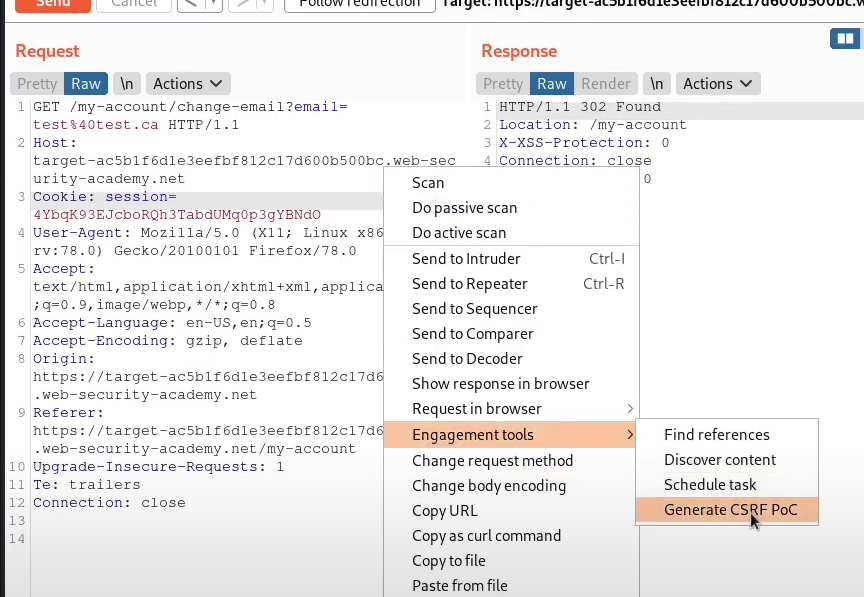 Send
Cancel
<
>
Follow redirection
Target: https://target-ac5b1f6d1e3eefbf812c17d600b500bc.w
Request
Response
Pretty Raw \n Actions
Pretty Raw Render \n Actions
1 GET /my-account/change-email?email=
test%40test.ca HTTP/1.1
2 Host:
target-ac5b1f6d1e3eefbf812c17d600b500bc.web-sec
urity-academy.net
3 Cookie: session=
4YbqK93EJcboRQh3TabdUMq0p3gYBNdO
4 User-Agent: Mozilla/5.0 (X11; Linux x86
rv:78.0) Gecko/20100101 Firefox/78.0
5 Accept:
text/html,application/xhtml+xml,applica
;q=0.9,image/webp,*/*;q=0.8
6 Accept-Language: en-US,en;q=0.5
7 Accept-Encoding: gzip, deflate
8 Origin:
https://target-ac5b1f6d1e3eefbf812c17d6
.web-security-academy.net
9 Referer:
https://target-ac5b1f6d1e3eefbf812c17d6
.web-security-academy.net/my-account
10 Upgrade-Insecure-Requests: 1
11 Te: trailers
12 Connection: close
13
14
1 HTTP/1.1 302 Found
2 Location: /my-account
3 X-XSS-Protection: 0
4 Connection: close
0
Scan
Do passive scan
Do active scan
Send to Intruder Ctrl-I
Send to Repeater Ctrl-R
Send to Sequencer
Send to Comparer
Send to Decoder
Show response in browser
Request in browser >
Engagement tools >
Change request method
Change body encoding
Copy URL
Copy as curl command
Copy to file
Paste from file
Find references
Discover content
Schedule task
Generate CSRF PoC